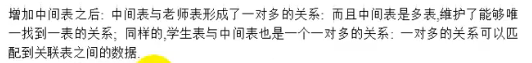 增加中间表之后: 中间表与老师表形成了一对多的关系: 而且中间表是多表,维护了能够唯
一找到一表的关系; 同样的,学生表与中间表也是一个一对多的关系: 一对多的关系可以匹
配到关联表之间的数据.